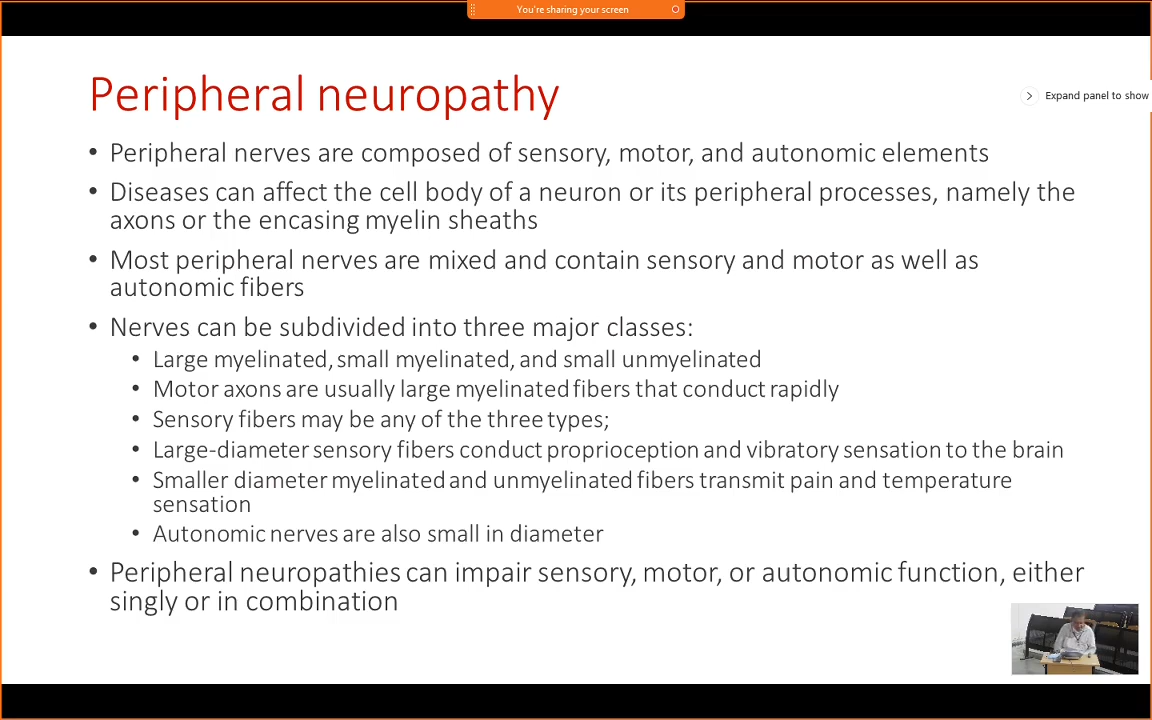 You're sharing your screen
Peripheral neuropathy
Expand panel to show
• Peripheral nerves are composed of sensory, motor, and autonomic elements
• Diseases can affect the cell body of a neuron or its peripheral processes, namely the
axons or the encasing myelin sheaths
• Most peripheral nerves are mixed and contain sensory and motor as well as
autonomic fibers
• Nerves can be subdivided into three major classes:
• Large myelinated, small myelinated, and small unmyelinated
• Motor axons are usually large myelinated fibers that conduct rapidly
• Sensory fibers may be any of the three types;
• Large-diameter sensory fibers conduct proprioception and vibratory sensation to the brain
• Smaller diameter myelinated and unmyelinated fibers transmit pain and temperature
sensation
• Autonomic nerves are also small in diameter
• Peripheral neuropathies can impair sensory, motor, or autonomic function, either
singly or in combination